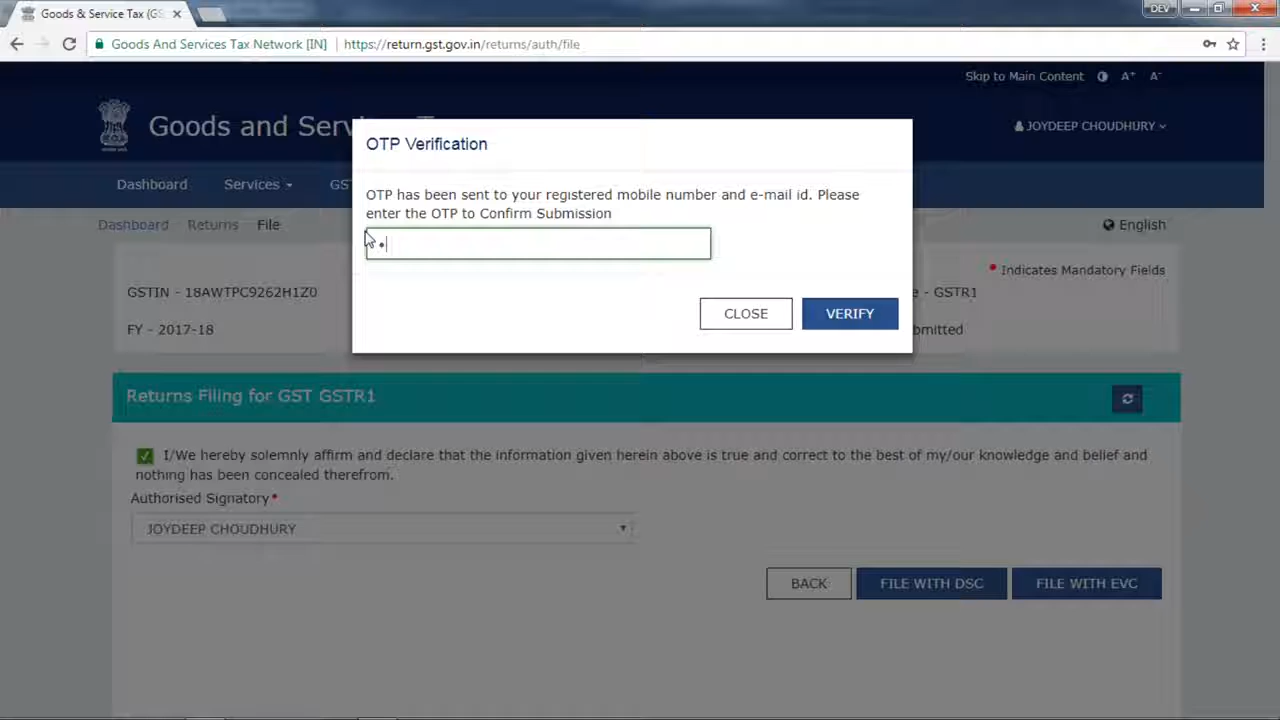 Goods & Service Tax (GS
DEV
Goods And Services Tax Network [IN] https://return.gst.gov.in/returns/auth/file
Skip to Main Content A+ A-
Goods and Serv T
JOYDEEP CHOUDHURY
Dashboard Services GST
Dashboard Returns File
English
OTP Verification
OTP has been sent to your registered mobile number and e-mail id. Please
enter the OTP to Confirm Submission
CLOSE VERIFY
• Indicates Mandatory Fields
GSTIN - 18AWTPC9262H1Z0
e - GSTR1
FY - 2017-18
bmitted
Returns Filing for GST GSTR1
I/We hereby solemnly affirm and declare that the information given herein above is true and correct to the best of my/our knowledge and belief and
nothing has been concealed therefrom.
Authorised Signatory•
JOYDEEP CHOUDHURY
BACK FILE WITH DSC FILE WITH EVC